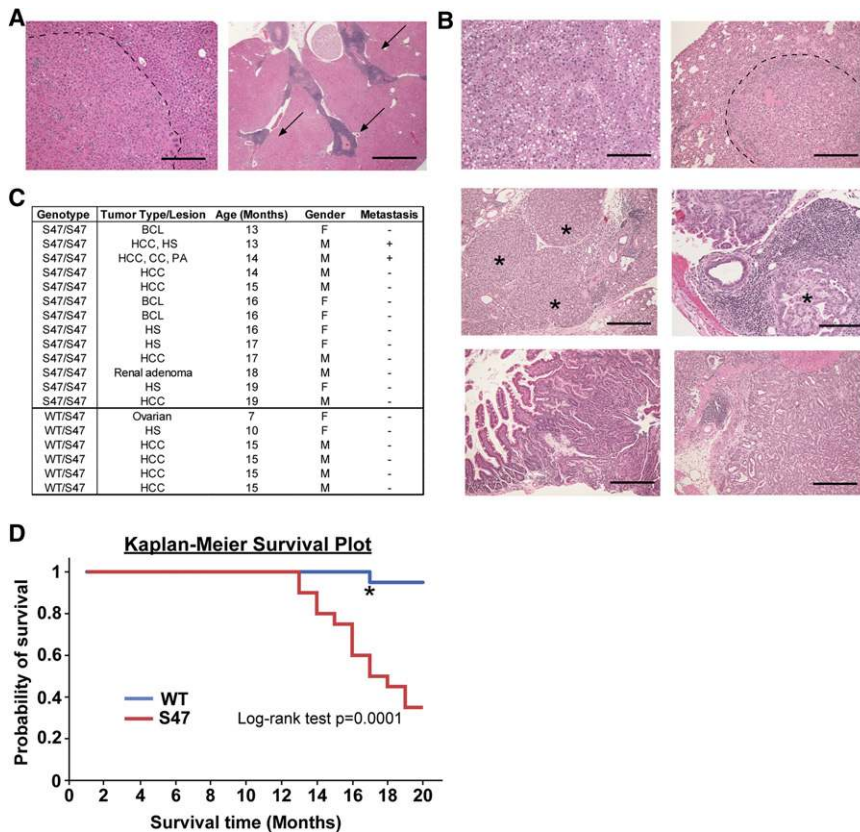 A
B
C
Genotype Tumor Type/Lesion Age (Months) Gender Metastasis
S47/S47 BCL 13 F -
S47/S47 HCC, HS 13 M +
S47/S47 HCC, CC, PA 14 M +
S47/S47 HCC 14 M -
S47/S47 HCC 15 M -
S47/S47 BCL 16 F -
S47/S47 BCL 16 F -
S47/S47 HS 16 F -
S47/S47 HS 17 F -
S47/S47 HCC 17 M -
S47/S47 Renal adenoma 18 M -
S47/S47 HS 19 F -
S47/S47 HCC 19 M -
WT/S47 Ovarian 7 F -
WT/S47 HS 10 F -
WT/S47 HCC 15 M -
WT/S47 HCC 15 M -
WT/S47 HCC 15 M -
WT/S47 HCC 15 M -
* * *
*
D
Kaplan-Meier Survival Plot
Probability of survival
1
0.8
0.6
0.4
0.2
0
*
WT
S47
Log-rank test p=0.0001
0 2 4 6 8 10 12 14 16 18 20
Survival time (Months)